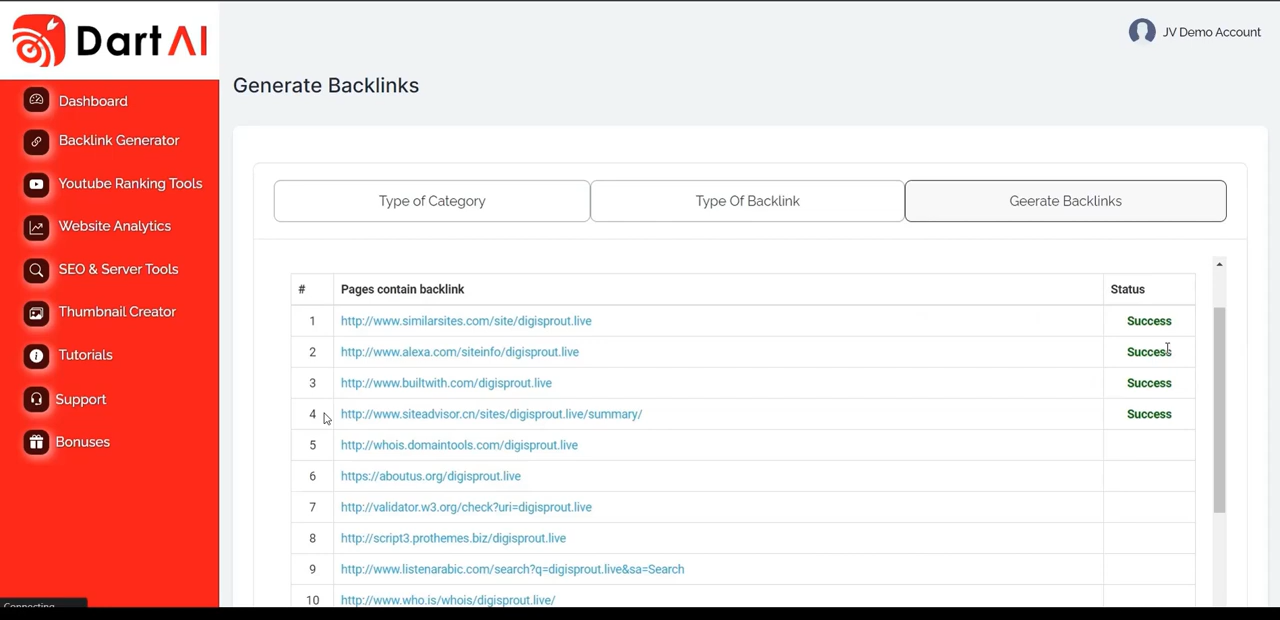 Dart AI
JV Demo Account
Generate Backlinks
Dashboard
Backlink Generator
Youtube Ranking Tools
Website Analytics
SEO & Server Tools
Thumbnail Creator
Tutorials
Support
Bonuses
Type of Category
Type Of Backlink
Geerate Backlinks
# Pages contain backlink Status
1 http://www.similarsites.com/site/digisprout.live Success
2 http://www.alexa.com/siteinfo/digisprout.live Success
3 http://www.builtwith.com/digisprout.live Success
4 http://www.siteadvisor.cn/sites/digisprout.live/summary/ Success
5 http://whois.domaintools.com/digisprout.live
6 https://aboutus.org/digisprout.live
7 http://validator.w3.org/check?uri=digisprout.live
8 http://script3.prothemes.biz/digisprout.live
9 http://www.listenarabic.com/search?q=digisprout.live&sa=Search
10 http://www.who.is/whois/digisprout.live/
Connecting...